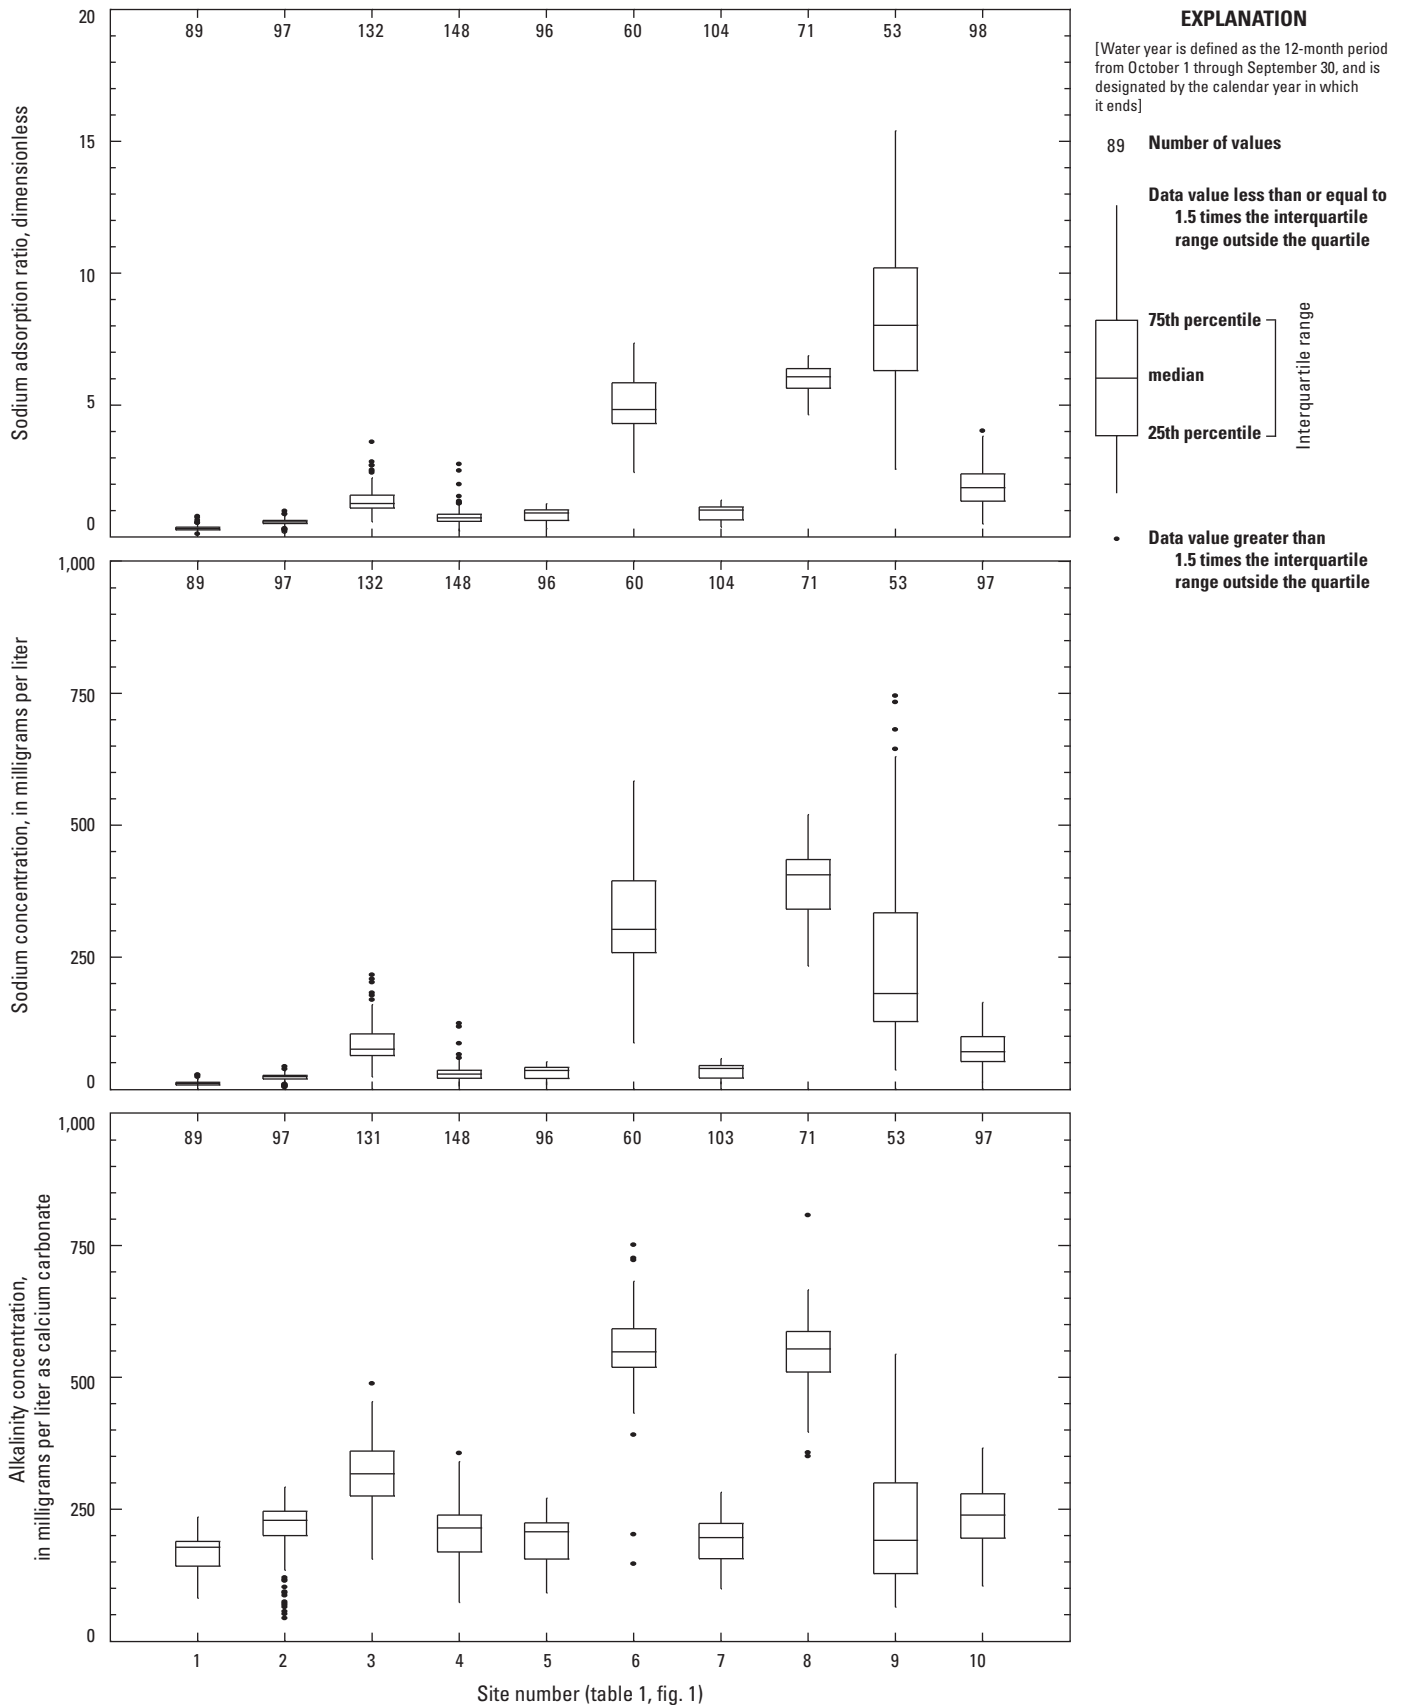 Sodium adsorption ratio, dimensionless
20
15
10
5
0
89 97 132 148 96 60 104 71 53 98
Sodium concentration, in milligrams per liter
1,000
750
500
250
0
89 97 132 148 96 60 104 71 53 97
Alkalinity concentration,
in milligrams per liter as calcium carbonate
1,000
750
500
250
0
89 97 131 148 96 60 103 71 53 97
1 2 3 4 5 6 7 8 9 10
Site number (table 1, fig. 1)
EXPLANATION
[Water year is defined as the 12-month period
from October 1 through September 30, and is
designated by the calendar year in which
it ends]
89 Number of values
Data value less than or equal to
1.5 times the interquartile
range outside the quartile
75th percentile
median
25th percentile
Interquartile range
Data value greater than
1.5 times the interquartile
range outside the quartile